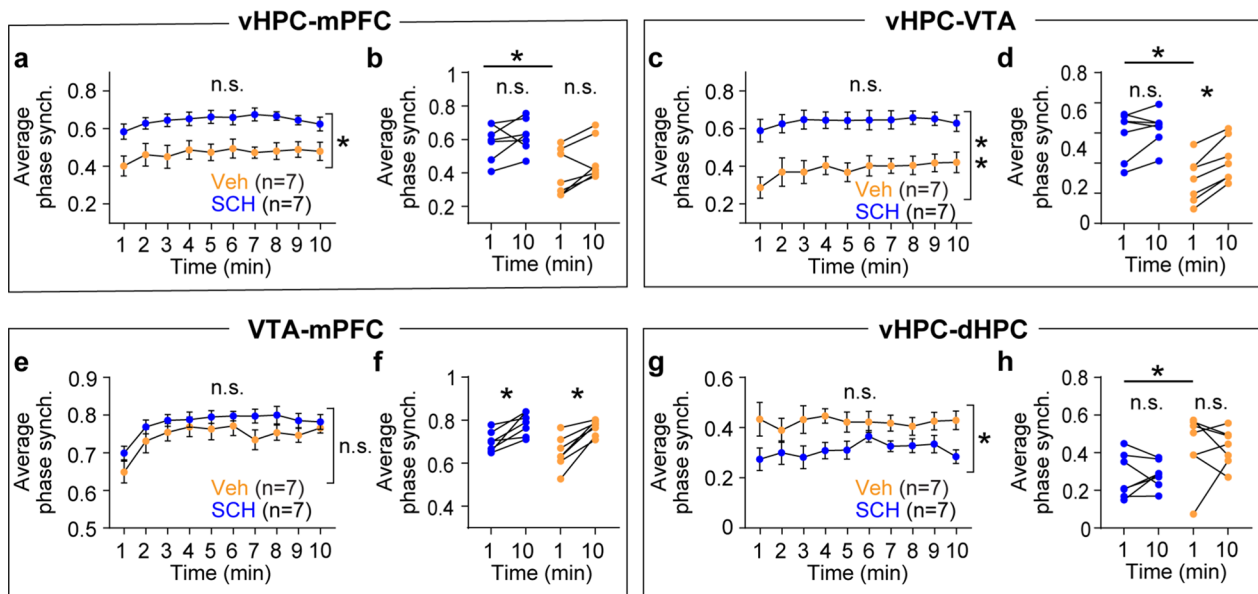 vHPC-mPFC
a
Average
phase synch.
0.8
0.6
0.4
0.2
n.s.
*
Veh (n=7)
SCH (n=7)
1 2 3 4 5 6 7 8 9 10
Time (min)
b
Average
phase synch.
1
0.8
0.6
0.4
0.2
0
*
n.s. n.s.
1 10 1 10
Time (min)
vHPC-VTA
c
Average
phase synch.
0.8
0.6
0.4
0.2
n.s.
*
*
Veh (n=7)
SCH (n=7)
1 2 3 4 5 6 7 8 9 10
Time (min)
d
Average
phase synch.
0.8
0.6
0.4
0.2
0
*
n.s. *
1 10 1 10
Time (min)
VTA-mPFC
e
Average
phase synch.
0.9
0.8
0.7
0.6
0.5
n.s.
n.s.
Veh (n=7)
SCH (n=7)
1 2 3 4 5 6 7 8 9 10
Time (min)
f
Average
phase synch.
1
0.8
0.6
0.4
* *
1 10 1 10
Time (min)
vHPC-dHPC
g
Average
phase synch.
0.6
0.4
0.2
0
n.s.
*
Veh (n=7)
SCH (n=7)
1 2 3 4 5 6 7 8 9 10
Time (min)
h
Average
phase synch.
0.8
0.6
0.4
0.2
0
*
n.s. n.s.
1 10 1 10
Time (min)